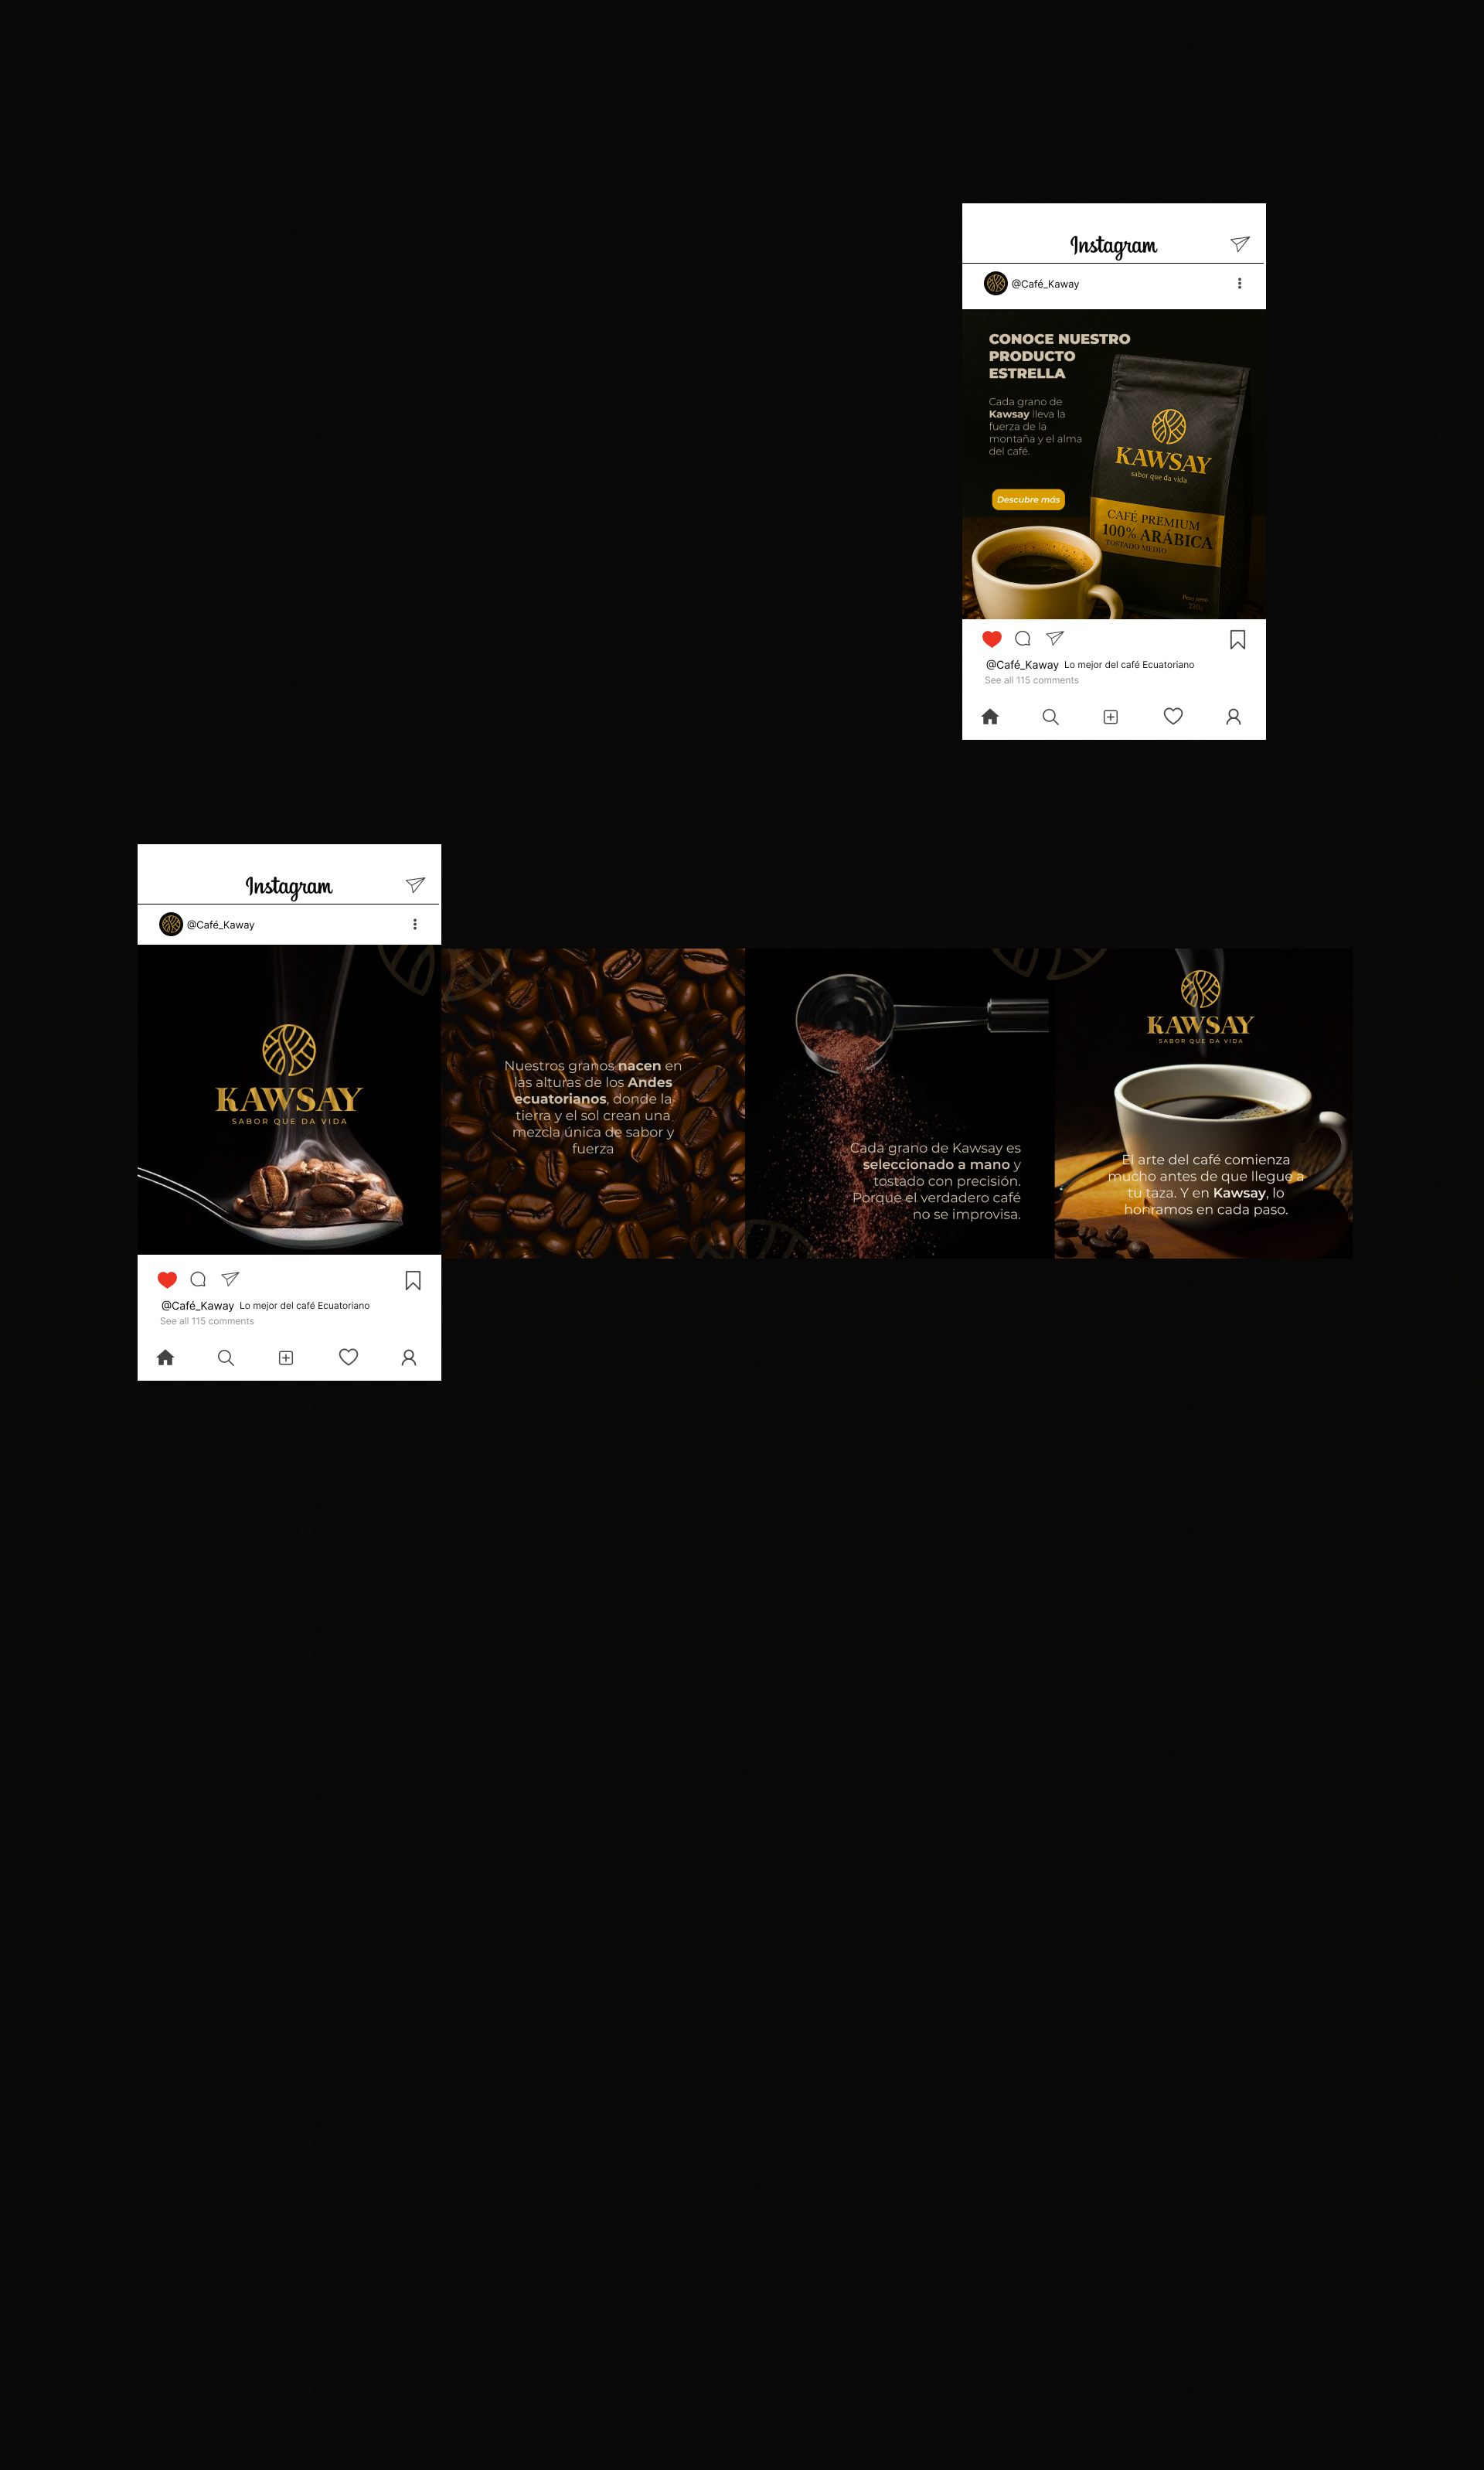 Instagram
@Café_Kaway
CONOCE NUESTRO
PRODUCTO
ESTRELLA
Cada grano de
Kawsay lleva la
fuerza de la
montaña y el alma
del café.
Descubre más
KAWSAY
sabor que da vida
CAFÉ PREMIUM
100% ARÁBICA
TOSTADO MEDIO
Peso neto
230g
@Café_Kaway Lo mejor del café Ecuatoriano
See all 115 comments
Instagram
@Café_Kaway
KAWSAY
SABOR QUE DA VIDA
Nuestros granos nacen en
las alturas de los Andes
ecuatorianos, donde la
tierra y el sol crean una
mezcla única de sabor y
fuerza
Cada grano de Kawsay es
seleccionado a mano y
tostado con precisión.
Porque el verdadero café
no se improvisa.
KAWSAY
SABOR QUE DA VIDA
El arte del café comienza
mucho antes de que llegue a
tu taza. Y en Kawsay, lo
honramos en cada paso.
@Café_Kaway Lo mejor del café Ecuatoriano
See all 115 comments